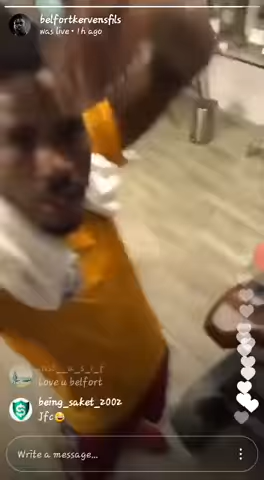 belfortkervensfils
was live • 1h ago
Love u belfort
being_saket_2002
Jfc😂
Write a message...